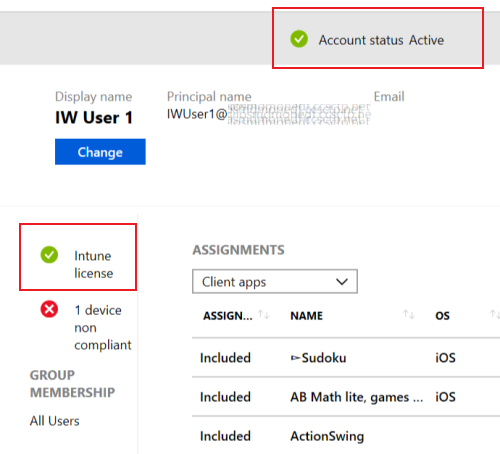 Account status Active
Display name
Principal name
Email
IW User 1
IWUser1@
Change
Intune
license
1 device
non
compliant
GROUP
MEMBERSHIP
All Users
ASSIGNMENTS
Client apps
ASSIGN... NAME OS
Included ▻Sudoku iOS
Included AB Math lite, games ... iOS
Included ActionSwing